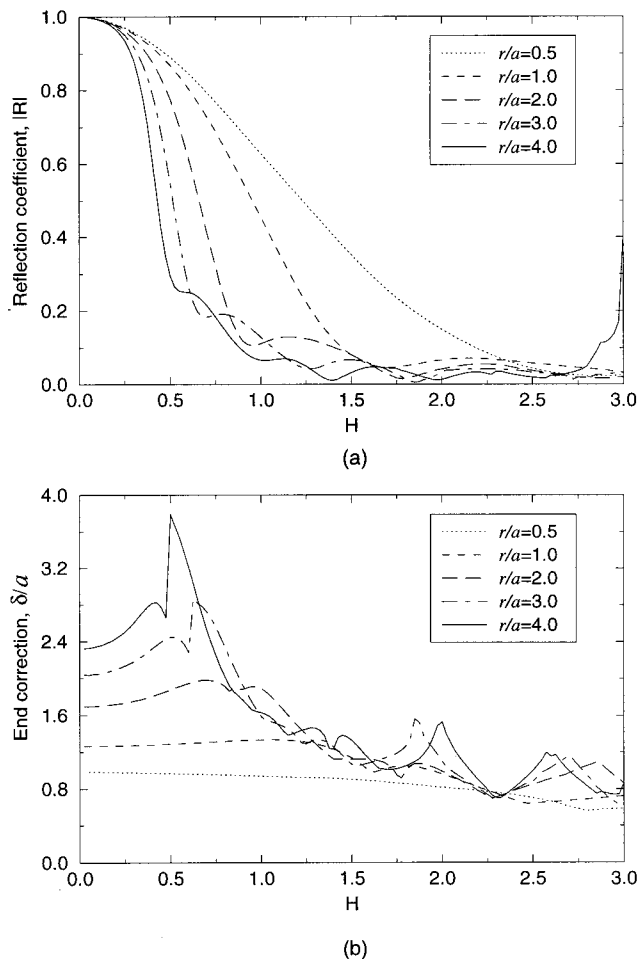 1.0
0.8
0.6
0.4
0.2
0.0
Reflection coefficient, |R|
r/a=0.5
r/a=1.0
r/a=2.0
r/a=3.0
r/a=4.0
0.0 0.5 1.0 1.5 2.0 2.5 3.0
H
(a)
4.0
3.2
2.4
1.6
0.8
0.0
End correction, δ/a
r/a=0.5
r/a=1.0
r/a=2.0
r/a=3.0
r/a=4.0
0.0 0.5 1.0 1.5 2.0 2.5 3.0
H
(b)